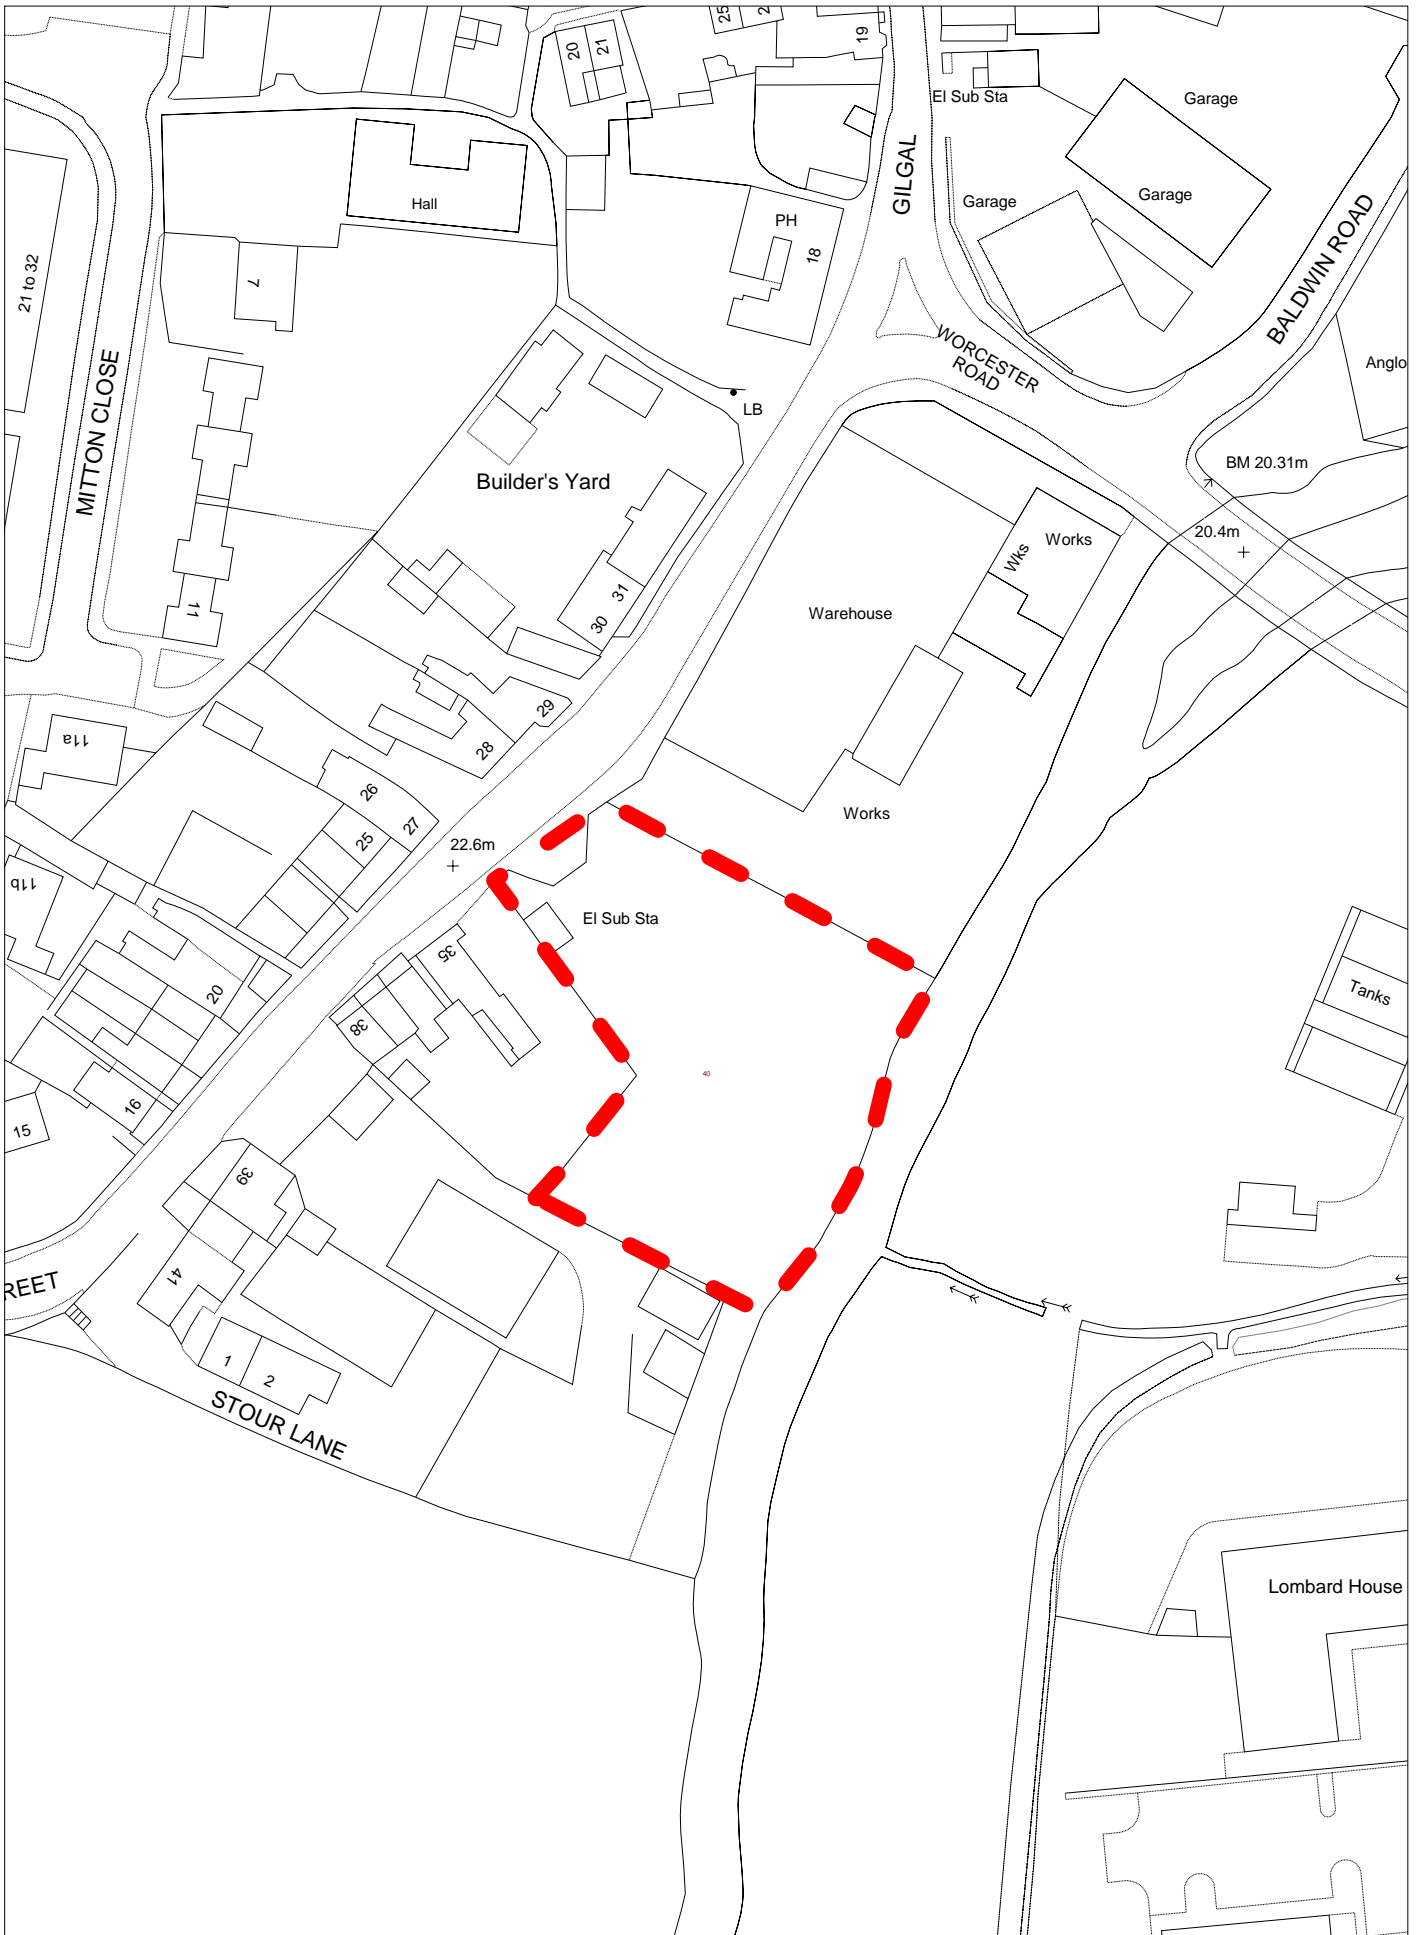 25
2
19
20
21
El Sub Sta
Garage
GILGAL
Garage
Garage
Hall
PH
18
BALDWIN ROAD
21 to 32
7
MITTON CLOSE
WORCESTER
ROAD
Anglo
LB
Builder's Yard
BM 20.31m
20.4m
Works
Wks
Warehouse
31
30
11
29
28
11a
26
27
25
Works
22.6m
11b
El Sub Sta
35
20
38
Tanks
40
16
15
39
41
REET
1
2
STOUR LANE
Lombard House